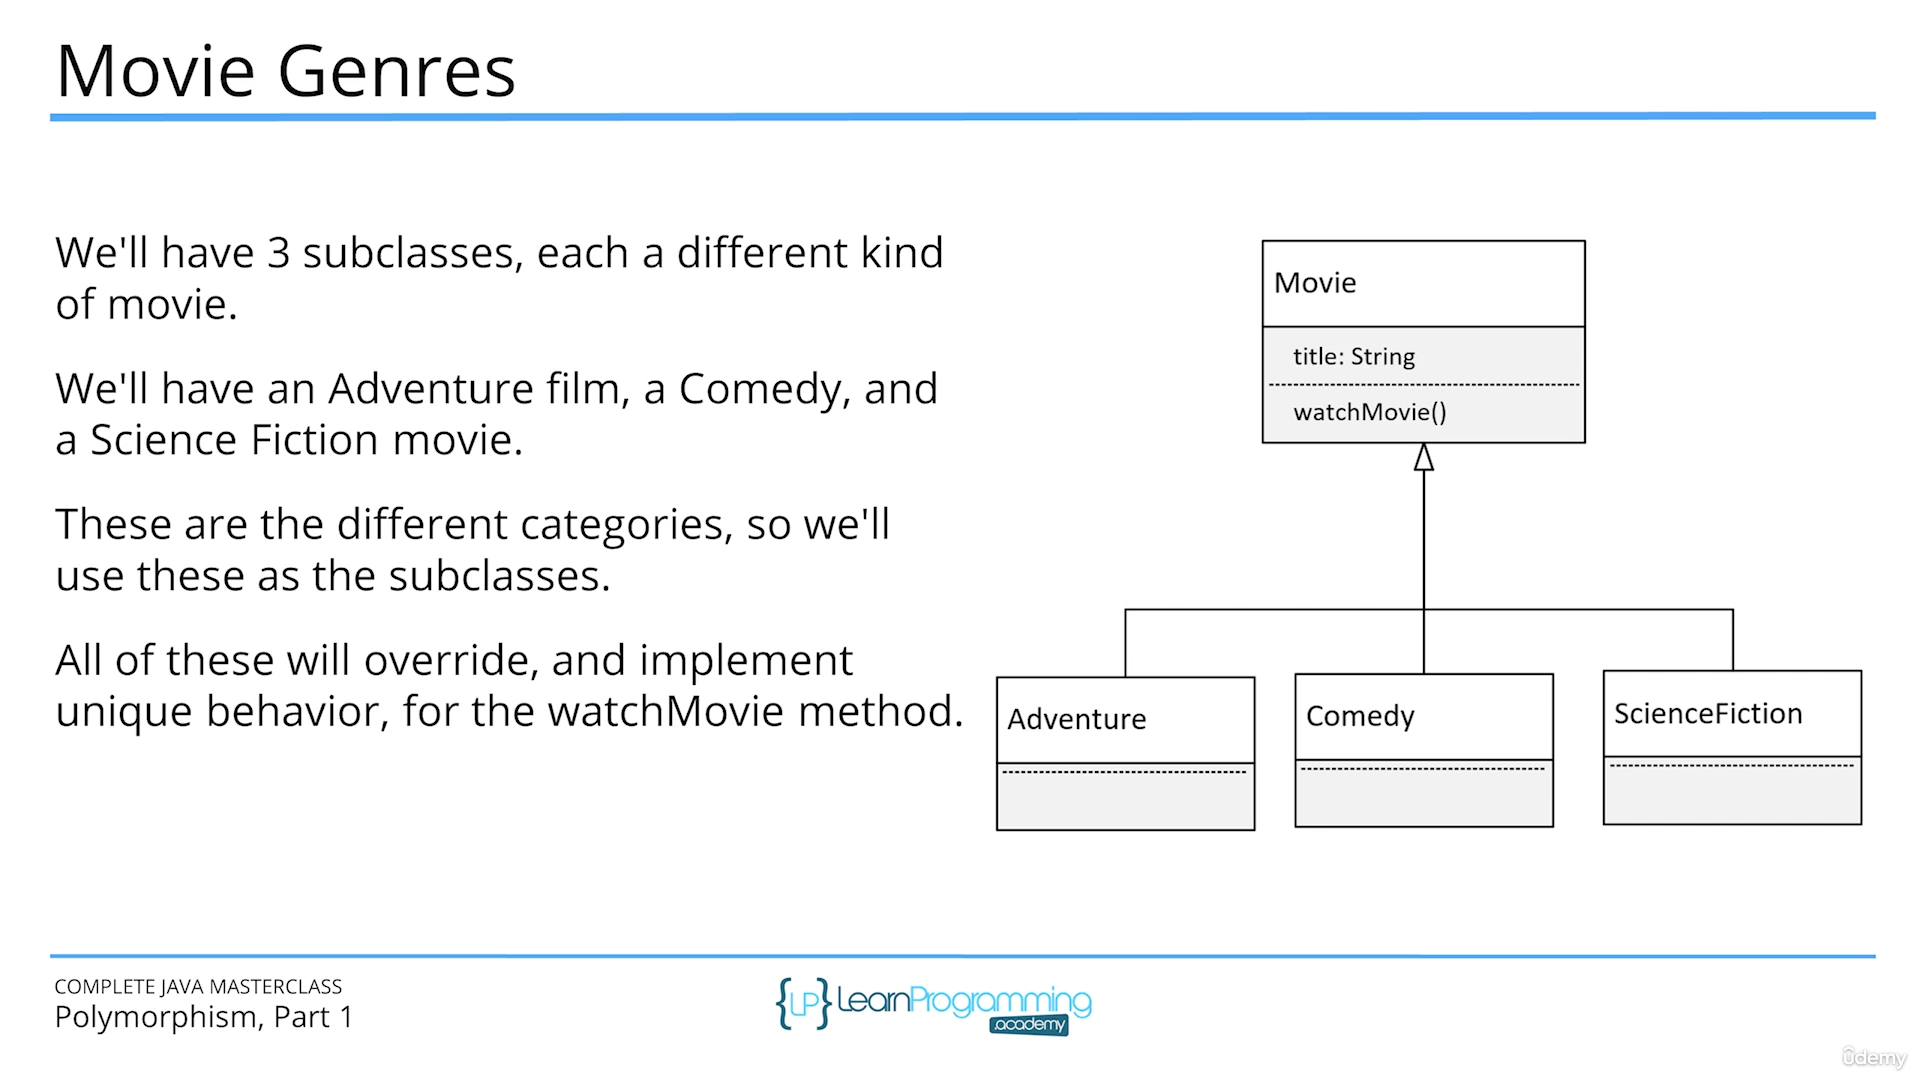 Movie Genres
We'll have 3 subclasses, each a different kind
of movie.
We'll have an Adventure film, a Comedy, and
a Science Fiction movie.
These are the different categories, so we'll
use these as the subclasses.
All of these will override, and implement
unique behavior, for the watchMovie method.
Movie
title: String
watchMovie()
Adventure
Comedy
ScienceFiction
COMPLETE JAVA MASTERCLASS
Polymorphism, Part 1
{LP} LearnProgramming
.academy
ûdemy